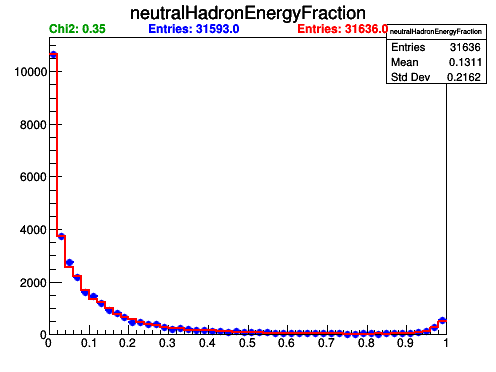 neutralHadronEnergyFraction
Chi2: 0.35 Entries: 31593.0 Entries: 31636.0
neutralHadronEnergyFraction
Entries 31636
Mean 0.1311
Std Dev 0.2162
10000
8000
6000
4000
2000
0
0 0.1 0.2 0.3 0.4 0.5 0.6 0.7 0.8 0.9 1